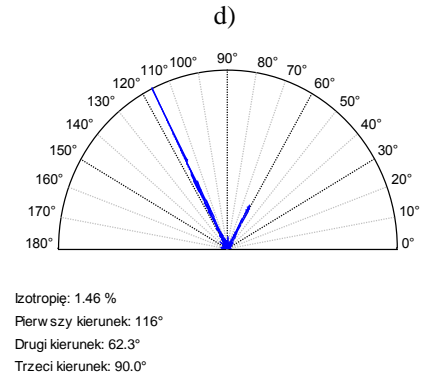 d)
90°
100° 80°
110° 70°
120° 60°
130° 50°
140° 40°
150° 30°
160° 20°
170° 10°
180° 0°
Izotropię: 1.46 %
Pierwszy kierunek: 116°
Drugi kierunek: 62.3°
Trzeci kierunek: 90.0°